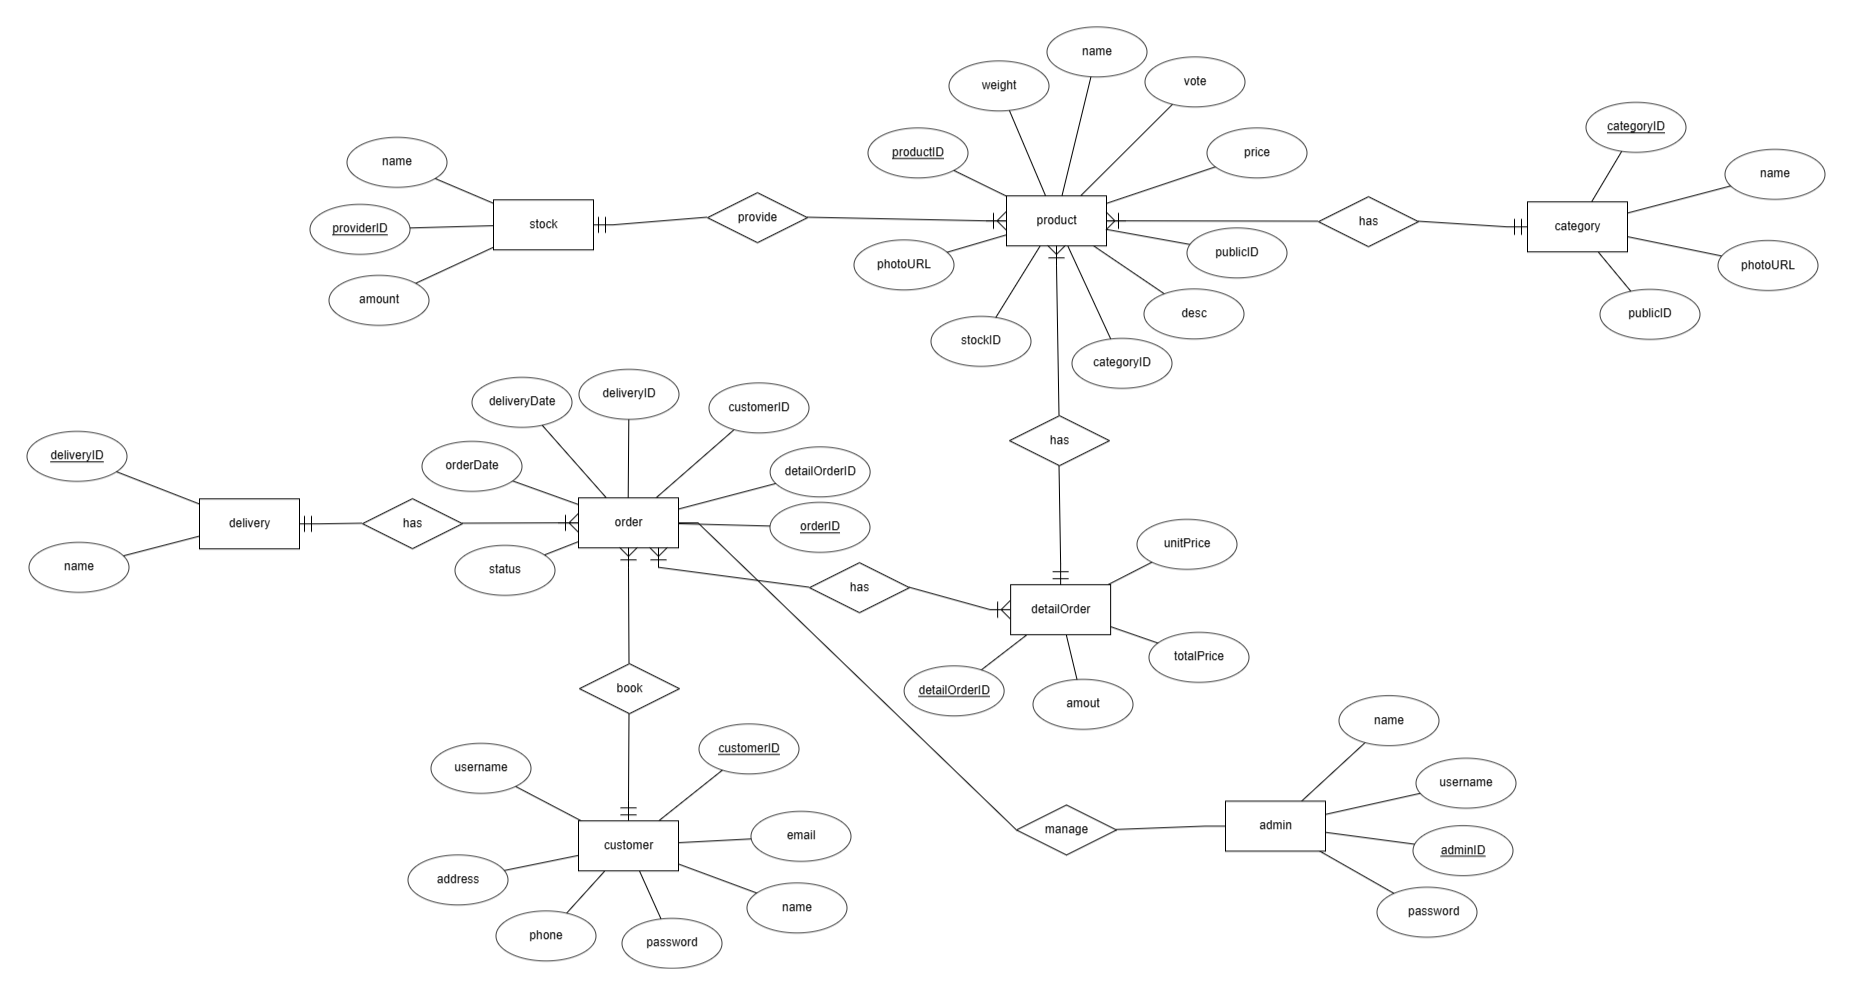 name
weight
vote
categoryID
productID
price
name
name
providerID
stock
provide
product
has
category
publicID
photoURL
photoURL
amount
desc
publicID
stockID
categoryID
deliveryDate
deliveryID
customerID
deliveryID
orderDate
detailOrderID
has
delivery
has
order
orderID
name
status
unitPrice
has
detailOrder
totalPrice
book
detailOrderID
amout
name
customerID
username
username
email
manage
admin
customer
adminID
address
name
password
phone
password